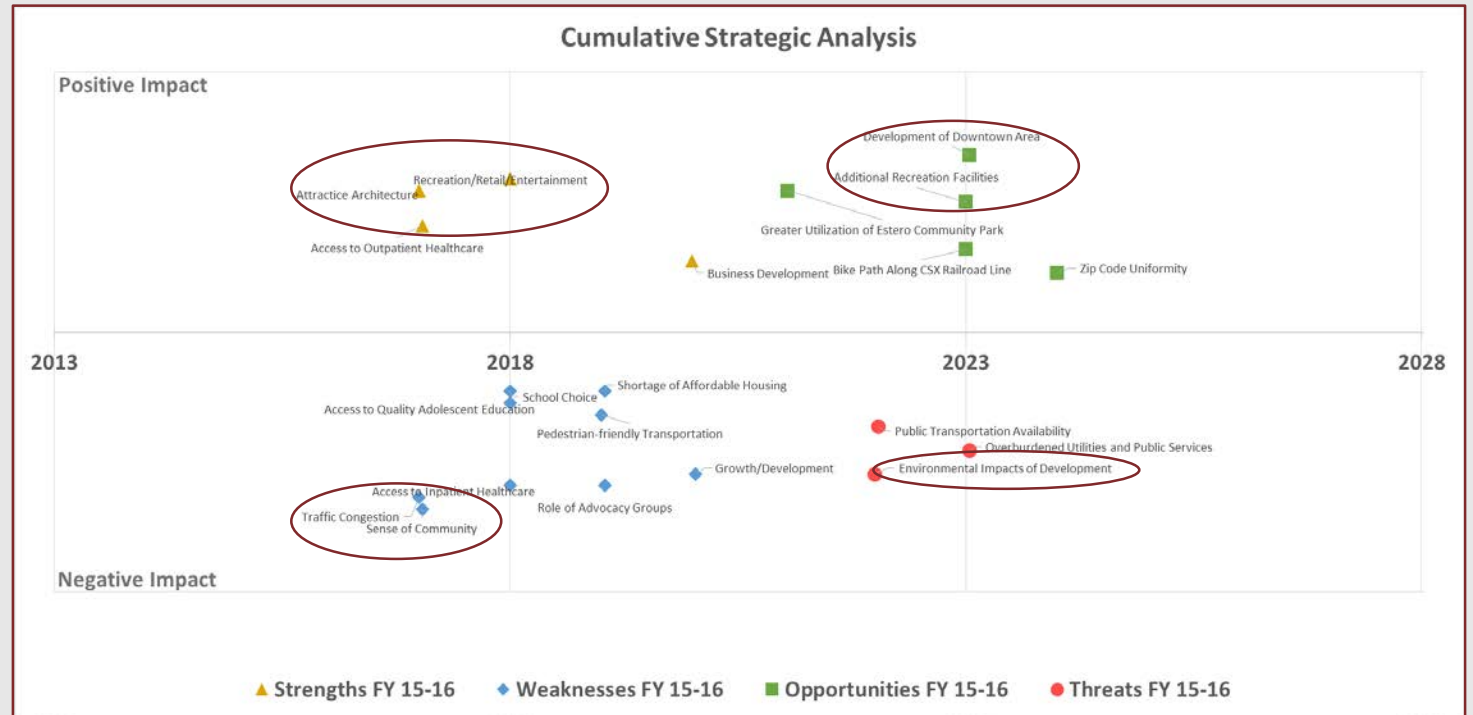 Cumulative Strategic Analysis
Positive Impact
Development of Downtown Area
Recreation/Retail/Entertainment
Additional Recreation Facilities
Attractice Architecture
Greater Utilization of Estero Community Park
Access to Outpatient Healthcare
Business Development
Bike Path Along CSX Railroad Line
Zip Code Uniformity
2013
2018
2023
2028
Shortage of Affordable Housing
School Choice
Access to Quality Adolescent Education
Pedestrian-friendly Transportation
Public Transportation Availability
Overburdened Utilities and Public Services
Growth/Development
Environmental Impacts of Development
Access to Inpatient Healthcare
Role of Advocacy Groups
Traffic Congestion
Sense of Community
Negative Impact
Strengths FY 15-16
Weaknesses FY 15-16
Opportunities FY 15-16
Threats FY 15-16